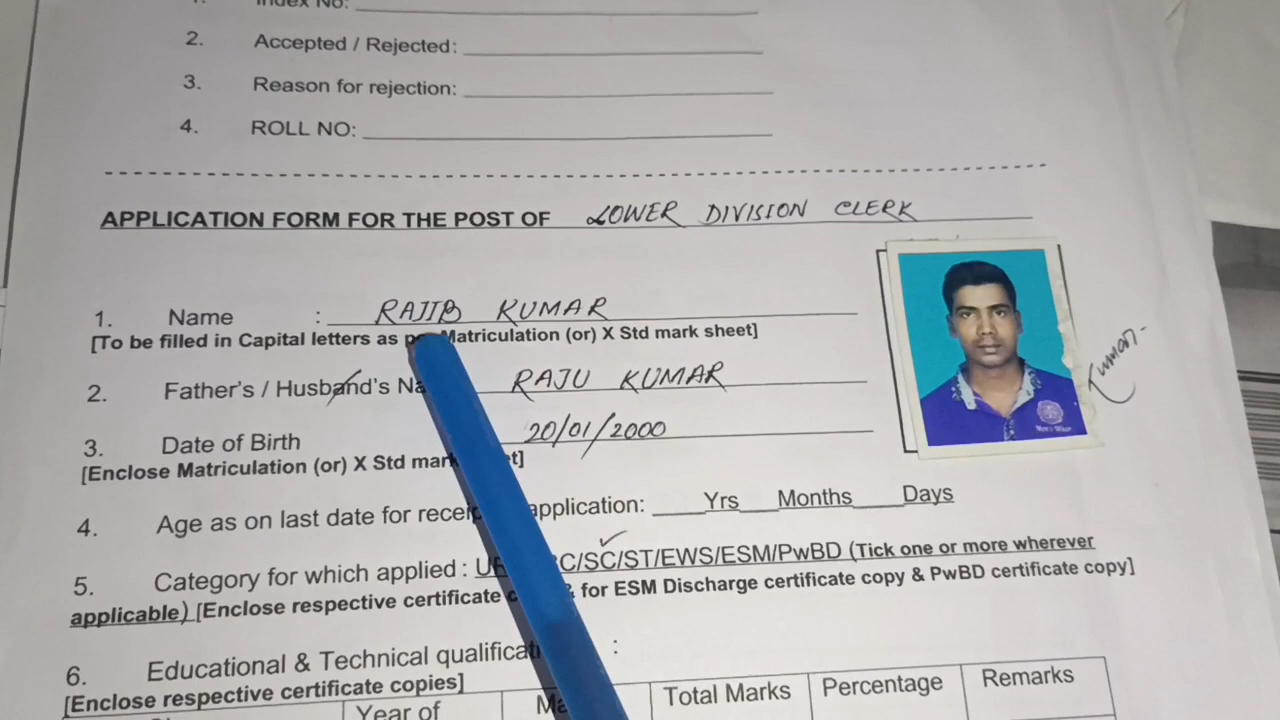 1. Index No:
2. Accepted / Rejected:
3. Reason for rejection:
4. ROLL NO:
APPLICATION FORM FOR THE POST OF LOWER DIVISION CLERK
1. Name : RAJIB KUMAR
[To be filled in Capital letters as per Matriculation (or) X Std mark sheet]
2. Father's / Husband's RAJU KUMAR
Kumar
3. Date of Birth 20/01/2000
[Enclose Matriculation (or) X Std mark sheet]
4. Age as on last date for application: Yrs Months Days
5. Category for which applied : SC/ST/EWS/ESM/PwBD (Tick one or more wherever
applicable) [Enclose respective certificate & for ESM Discharge certificate copy & PwBD certificate copy]
6. Educational & Technical qualification :
[Enclose respective certificate copies]
Year of Total Marks Percentage Remarks